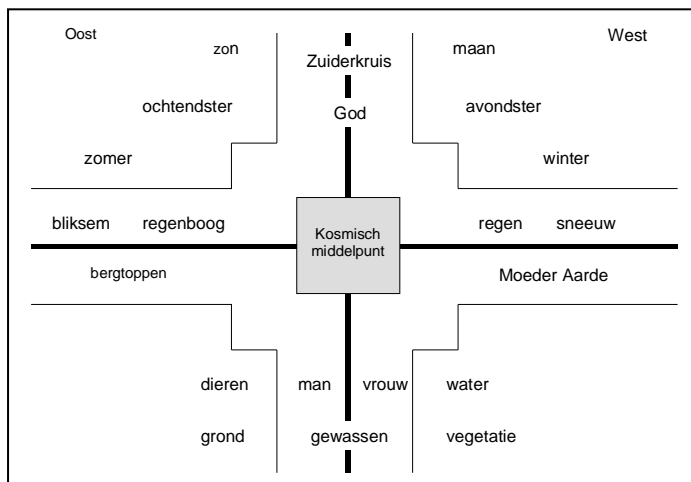 Oost zon Zuiderkruis maan West
ochtendster God avondster
zomer winter
bliksem regenboog Kosmisch middelpunt regen sneeuw
bergtoppen Moeder Aarde
dieren man vrouw water
grond gewassen vegetatie